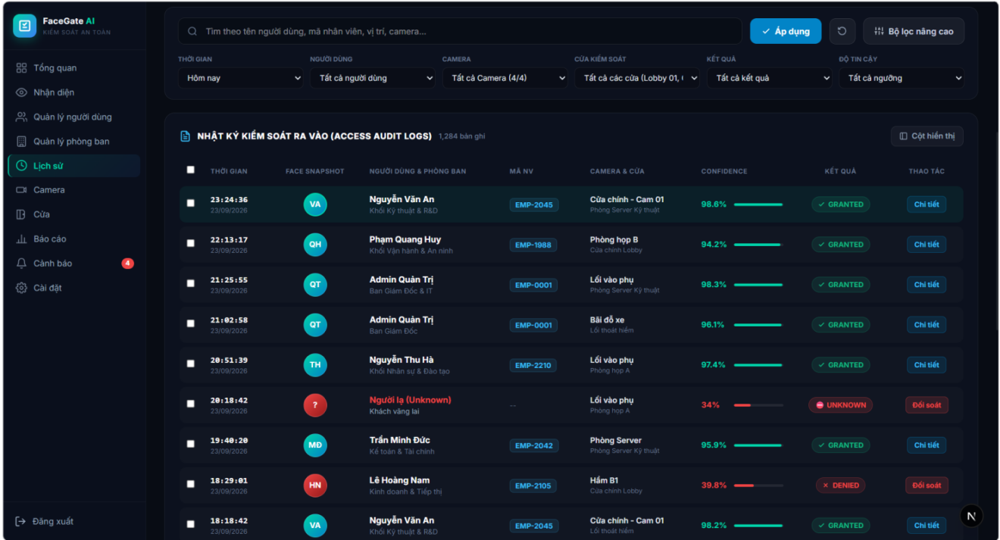 FaceGate AI
KIỂM SOÁT AN TOÀN
Tổng quan
Nhận diện
Quản lý người dùng
Quản lý phòng ban
Lịch sử
Camera
Cửa
Báo cáo
Cảnh báo 4
Cài đặt
Đăng xuất
Tìm theo tên người dùng, mã nhân viên, vị trí, camera...
Áp dụng
Bộ lọc nâng cao
THỜI GIAN NGƯỜI DÙNG CAMERA CỬA KIỂM SOÁT KẾT QUẢ ĐỘ TIN CẬY
Hôm nay Tất cả người dùng Tất cả Camera (4/4) Tất cả các cửa (Lobby 01, ( Tất cả kết quả Tất cả ngưỡng
NHẬT KÝ KIỂM SOÁT RA VÀO (ACCESS AUDIT LOGS) 1,284 bản ghi
Cột hiển thị
THỜI GIAN FACE SNAPSHOT NGƯỜI DÙNG & PHÒNG BAN MÃ NV CAMERA & CỬA CONFIDENCE KẾT QUẢ THAO TÁC
23:24:36 VA Nguyễn Văn An EMP-2045 Cửa chính - Cam 01 98.6% GRANTED Chi tiết
23/09/2026 Khối Kỹ thuật & R&D Phòng Server Kỹ thuật
22:13:17 QH Phạm Quang Huy EMP-1988 Phòng họp B 94.2% GRANTED Chi tiết
23/09/2026 Khối Vận hành & An ninh Cửa chính Lobby
21:25:55 QT Admin Quản Trị EMP-0001 Lối vào phụ 98.3% GRANTED Chi tiết
23/09/2026 Ban Giám Đốc & IT Phòng Server Kỹ thuật
21:02:58 QT Admin Quản Trị EMP-0001 Bãi đỗ xe 96.1% GRANTED Chi tiết
23/09/2026 Ban Giám Đốc Lối thoát hiểm
20:51:39 TH Nguyễn Thu Hà EMP-2210 Lối vào phụ 97.4% GRANTED Chi tiết
23/09/2026 Khối Nhân sự & Đào tạo Phòng họp A
20:18:42 ? Người lạ (Unknown) -- Lối vào phụ 34% UNKNOWN Đối soát
23/09/2026 Khách vãng lai Phòng họp A
19:40:20 MĐ Trần Minh Đức EMP-2042 Phòng Server 95.9% GRANTED Chi tiết
23/09/2026 Kế toán & Tài chính Phòng Server Kỹ thuật
18:29:01 HN Lê Hoàng Nam EMP-2105 Hầm B1 39.8% DENIED Đối soát
23/09/2026 Kinh doanh & Tiếp thị Cửa chính Lobby
18:18:42 VA Nguyễn Văn An EMP-2045 Cửa chính - Cam 01 98.2% GRANTED Chi tiết
23/09/2026 Khối Kỹ thuật & R&D Lối thoát hiểm
N